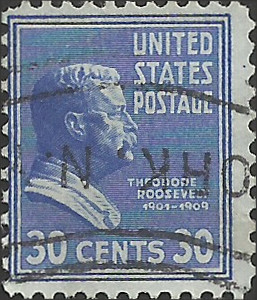 UNITED
STATES
POSTAGE
THEODORE
ROOSEVELT
1901-1909
30 CENTS 30